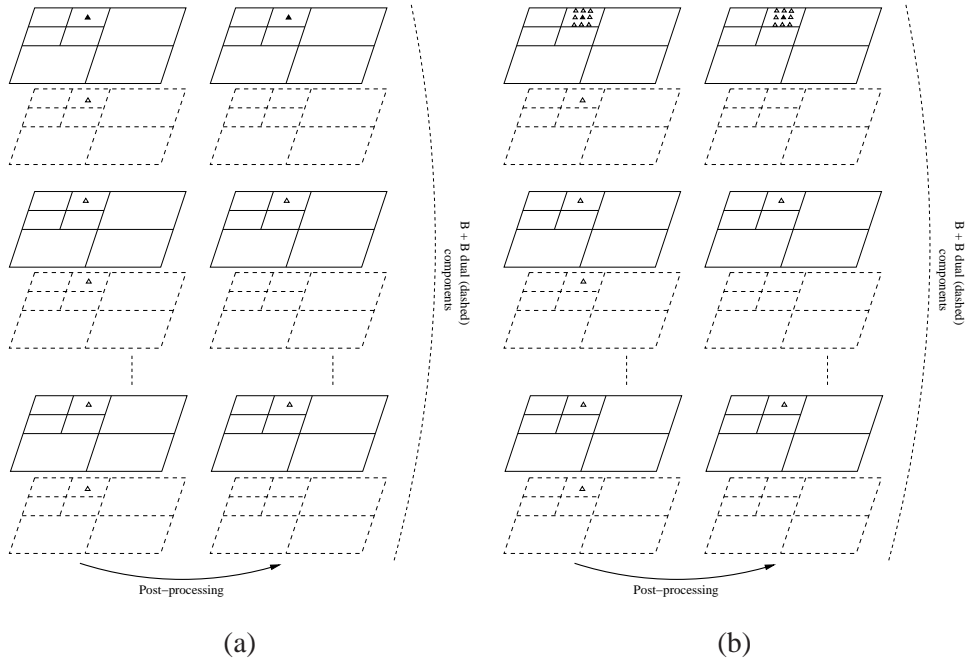 B + B dual (dashed)
components
B + B dual (dashed)
components
Post−processing
Post−processing
(a)
(b)